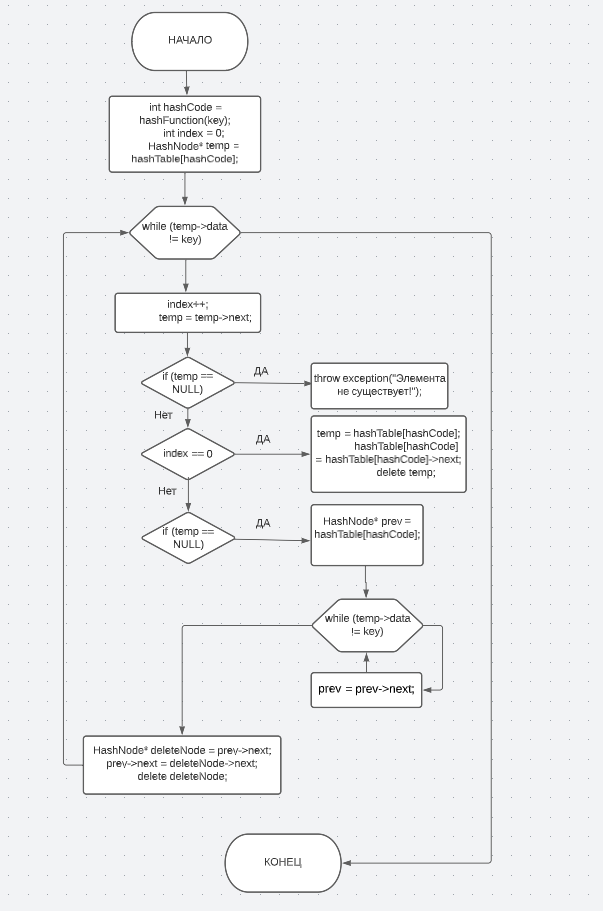 НАЧАЛО
int hashCode =
hashFunction(key);
int index = 0;
HashNode* temp =
hashTable[hashCode];
while (temp->data
!= key)
index++;
temp = temp->next;
if (temp ==
NULL)
ДА
throw exception("Элемента
не существует!");
Нет
index == 0
ДА
temp = hashTable[hashCode];
hashTable[hashCode]
= hashTable[hashCode]->next;
delete temp;
Нет
if (temp ==
NULL)
ДА
HashNode* prev =
hashTable[hashCode];
while (temp->data
!= key)
prev = prev->next;
HashNode* deleteNode = prev->next;
prev->next = deleteNode->next;
delete deleteNode;
КОНЕЦ